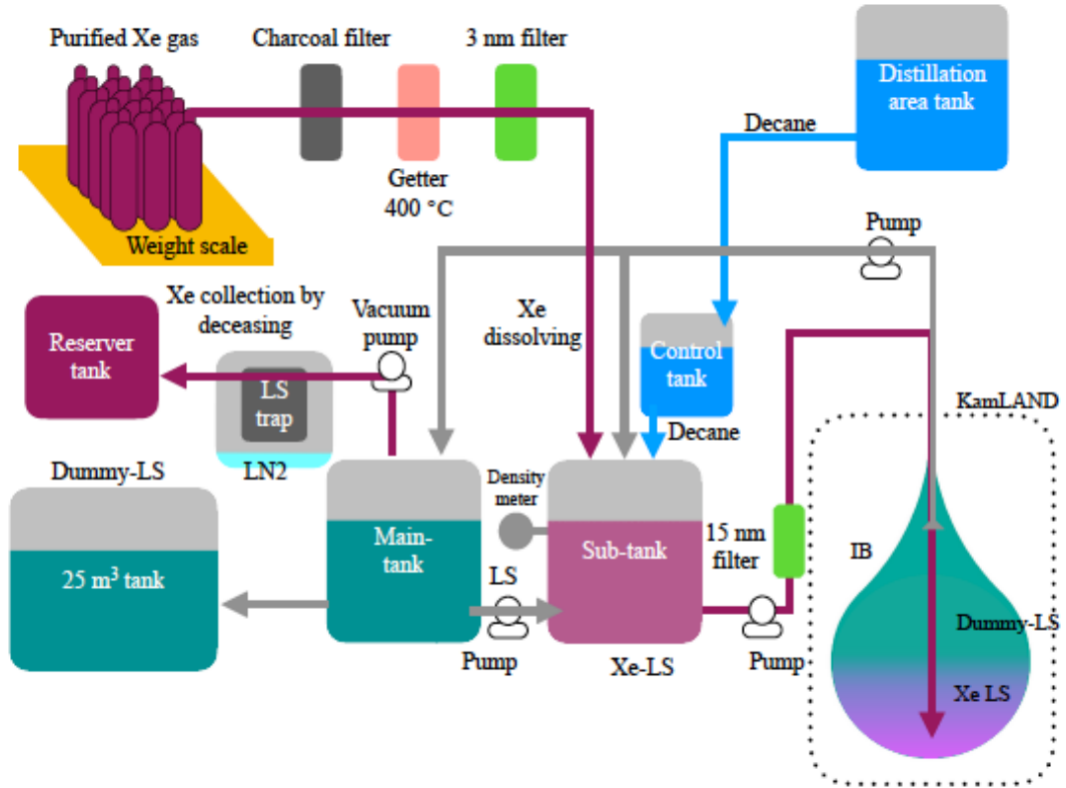 Purified Xe gas
Charcoal filter
3 nm filter
Distillation
area tank
Decane
Getter
400 °C
Weight scale
Pump
Xe collection by
deceasing
Vacuum
pump
Xe
dissolving
Reserver
tank
LS
trap
Control
tank
KamLAND
Decane
Dummy-LS
LN2
Density
meter
Main-
tank
Sub-tank
15 nm
filter
IB
25 m³ tank
LS
Dummy-LS
Pump
Xe-LS
Pump
Xe LS